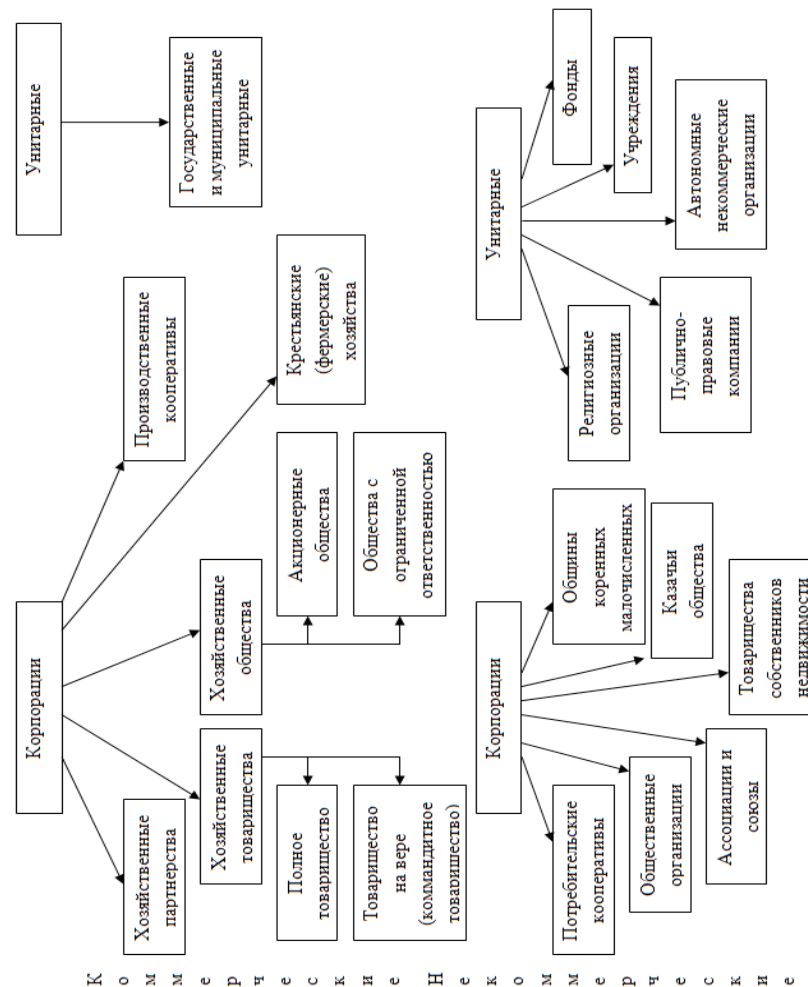 Коммерческие
Корпорации
Унитарные
Хозяйственные
партнерства
Производственные
кооперативы
Государственные
и муниципальные
унитарные
Хозяйственные
товарищества
Хозяйственные
общества
Полное
товарищество
Акционерные
общества
Крестьянские
(фермерские)
хозяйства
Товарищество
на вере
(коммандитное
товарищество)
Общества с
ограниченной
ответственностью
Некоммерческие
Корпорации
Унитарные
Потребительские
кооперативы
Общины
коренных
малочисленных
Религиозные
организации
Фонды
Общественные
организации
Казачьи
общества
Учреждения
Публично-
правовые
компании
Автономные
некоммерческие
организации
Ассоциации и
союзы
Товарищества
собственников
недвижимости